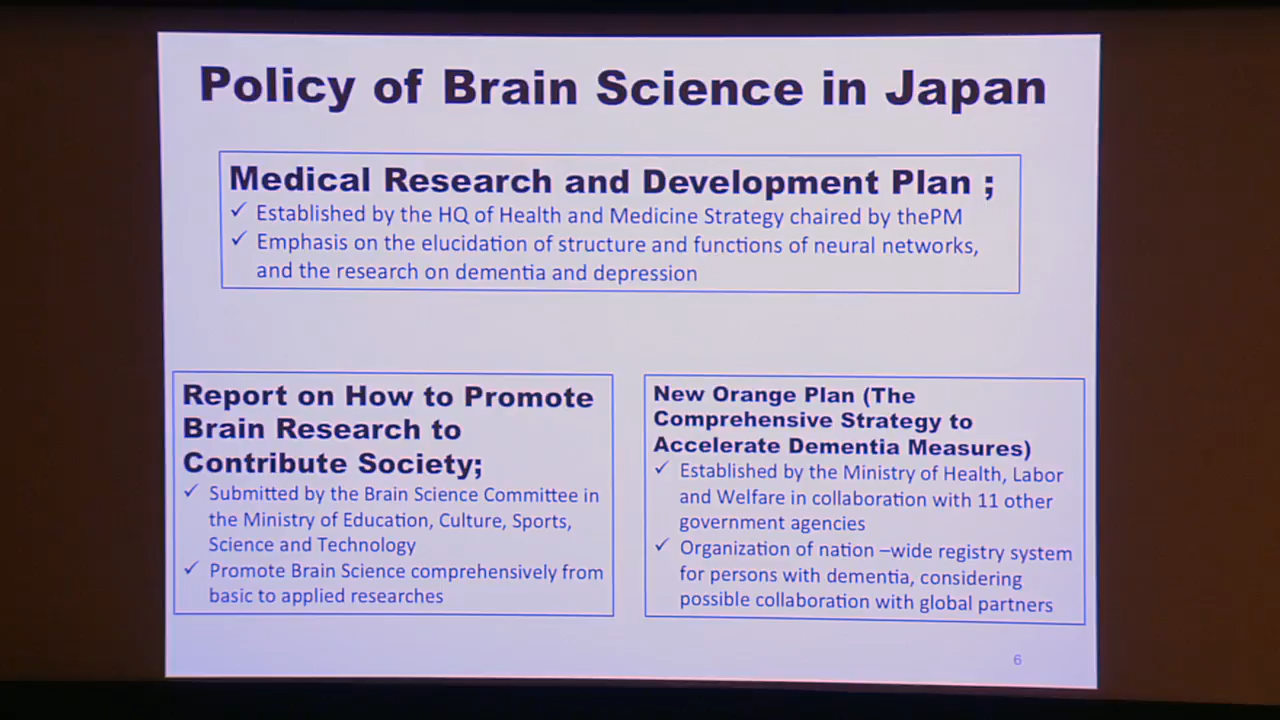 Policy of Brain Science in Japan
Medical Research and Development Plan ;
✓ Established by the HQ of Health and Medicine Strategy chaired by thePM
✓ Emphasis on the elucidation of structure and functions of neural networks,
and the research on dementia and depression
Report on How to Promote
Brain Research to
Contribute Society;
✓ Submitted by the Brain Science Committee in
the Ministry of Education, Culture, Sports,
Science and Technology
✓ Promote Brain Science comprehensively from
basic to applied researches
New Orange Plan (The
Comprehensive Strategy to
Accelerate Dementia Measures)
✓ Established by the Ministry of Health, Labor
and Welfare in collaboration with 11 other
government agencies
✓ Organization of nation –wide registry system
for persons with dementia, considering
possible collaboration with global partners
6